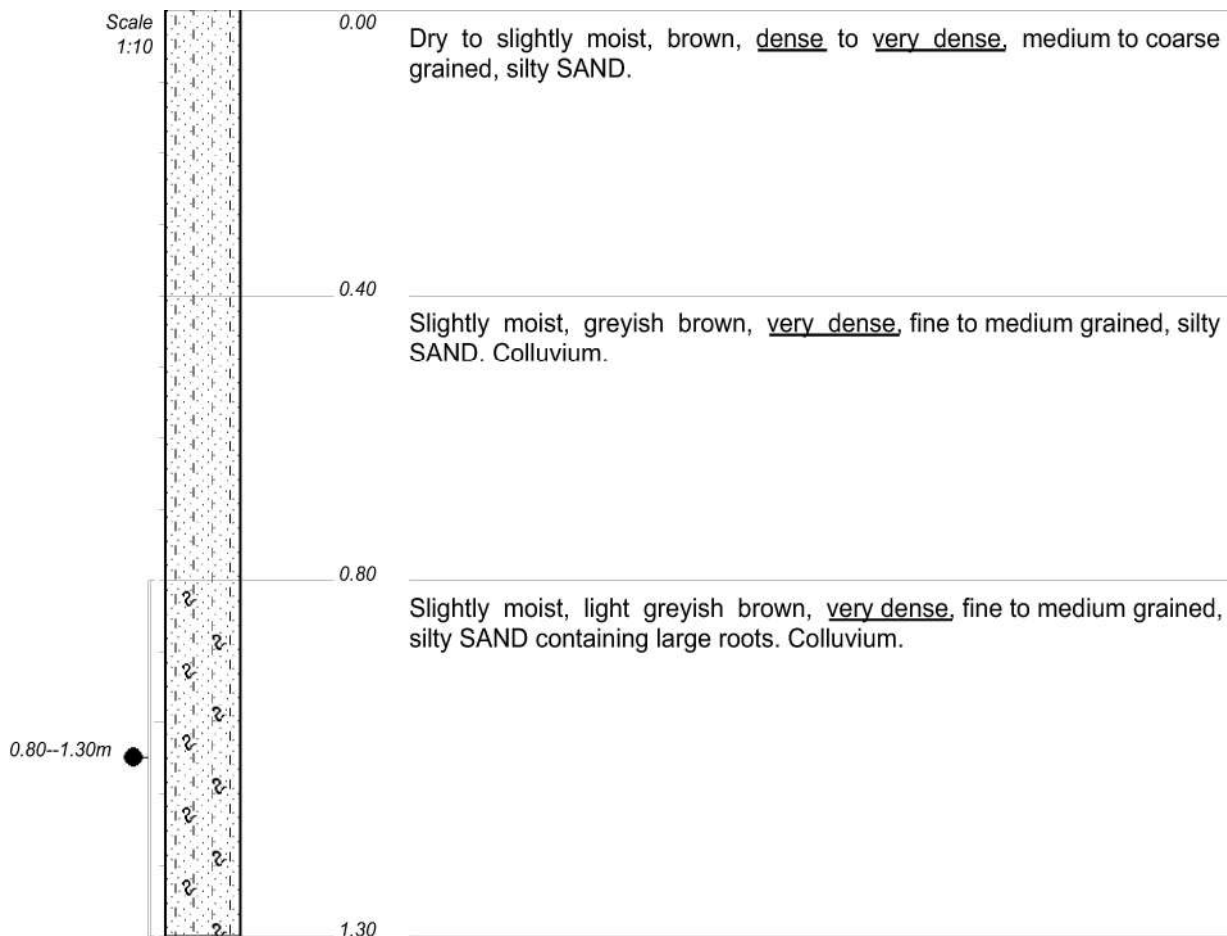 Scale
1:10
0.00
Dry to slightly moist, brown, dense to very dense, medium to coarse
grained, silty SAND.
0.40
Slightly moist, greyish brown, very dense, fine to medium grained, silty
SAND. Colluvium.
0.80
Slightly moist, light greyish brown, very dense, fine to medium grained,
silty SAND containing large roots. Colluvium.
0.80--1.30m
1.30